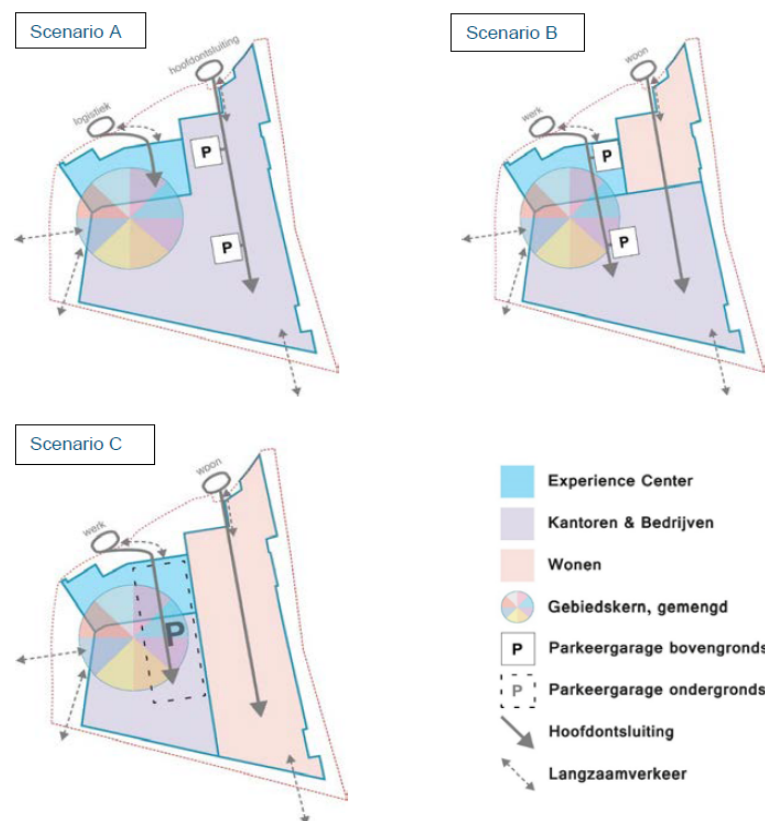 Scenario A
hoofdontsluiting
logistiek
P
P
Scenario B
woon
werk
P
P
Scenario C
woon
werk
P
Experience Center
Kantoren & Bedrijven
Wonen
Gebiedskern, gemengd
P Parkeergarage bovengronds
P Parkeergarage ondergronds
Hoofdontsluiting
Langzaamverkeer